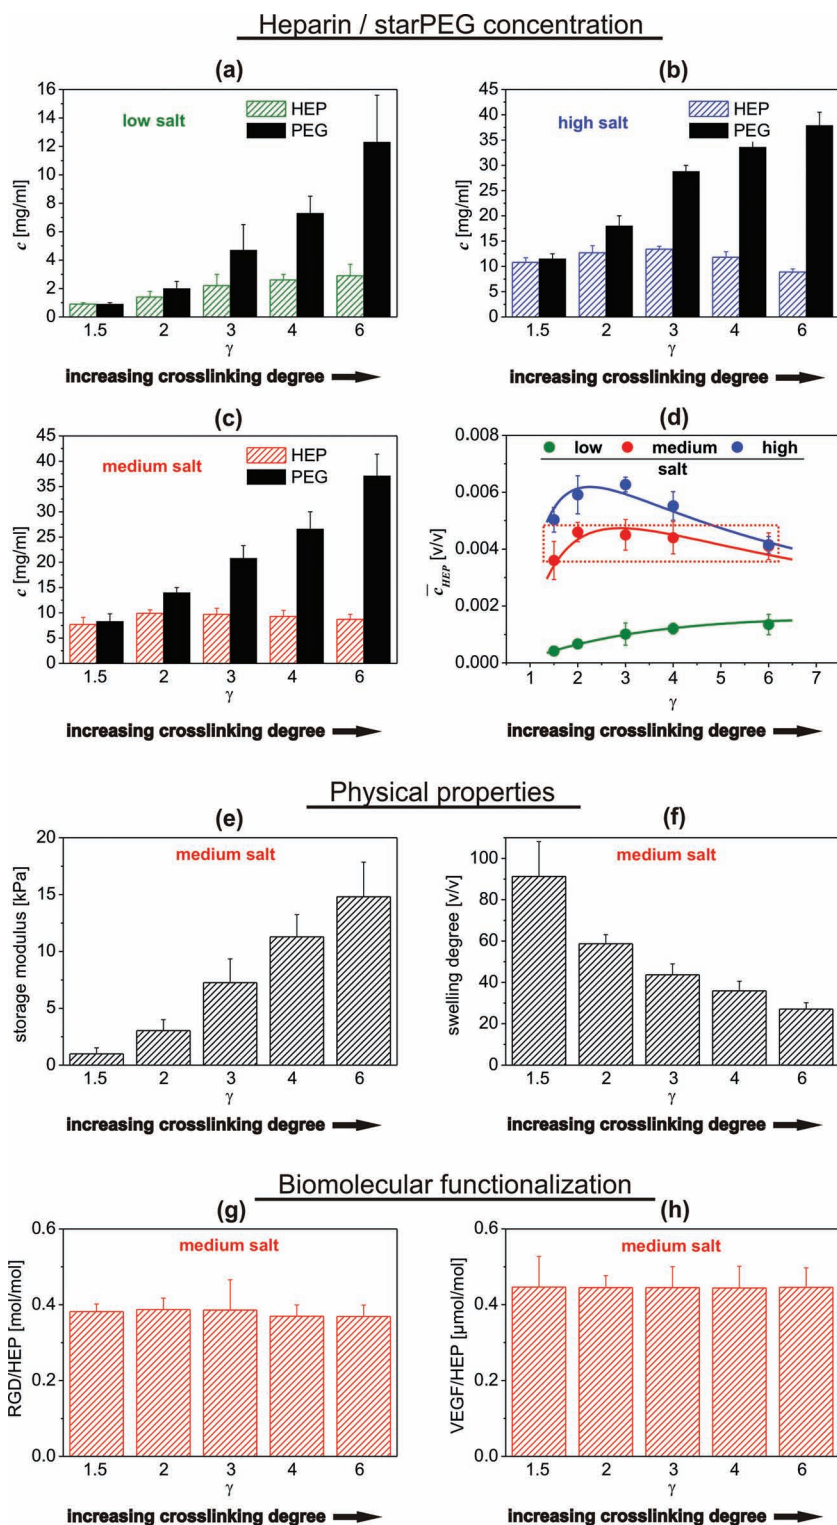 Heparin / starPEG concentration
(a)
16
14
12
10
8
6
4
2
0
c [mg/ml]
low salt
HEP
PEG
1.5 2 3 4 6
γ
increasing crosslinking degree
(b)
45
40
35
30
25
20
15
10
5
0
c [mg/ml]
high salt
HEP
PEG
1.5 2 3 4 6
γ
increasing crosslinking degree
(c)
45
40
35
30
25
20
15
10
5
0
c [mg/ml]
medium salt
HEP
PEG
1.5 2 3 4 6
γ
increasing crosslinking degree
(d)
0.008
0.006
0.004
0.002
0.000
c̅HEP [v/v]
low medium high
salt
1 2 3 4 5 6 7
γ
increasing crosslinking degree
Physical properties
(e)
20
15
10
5
0
storage modulus [kPa]
medium salt
1.5 2 3 4 6
γ
increasing crosslinking degree
(f)
100
80
60
40
20
0
swelling degree [v/v]
medium salt
1.5 2 3 4 6
γ
increasing crosslinking degree
Biomolecular functionalization
(g)
0.6
0.4
0.2
0.0
RGD/HEP [mol/mol]
medium salt
1.5 2 3 4 6
γ
increasing crosslinking degree
(h)
0.6
0.4
0.2
0.0
VEGF/HEP [µmol/mol]
medium salt
1.5 2 3 4 6
γ
increasing crosslinking degree